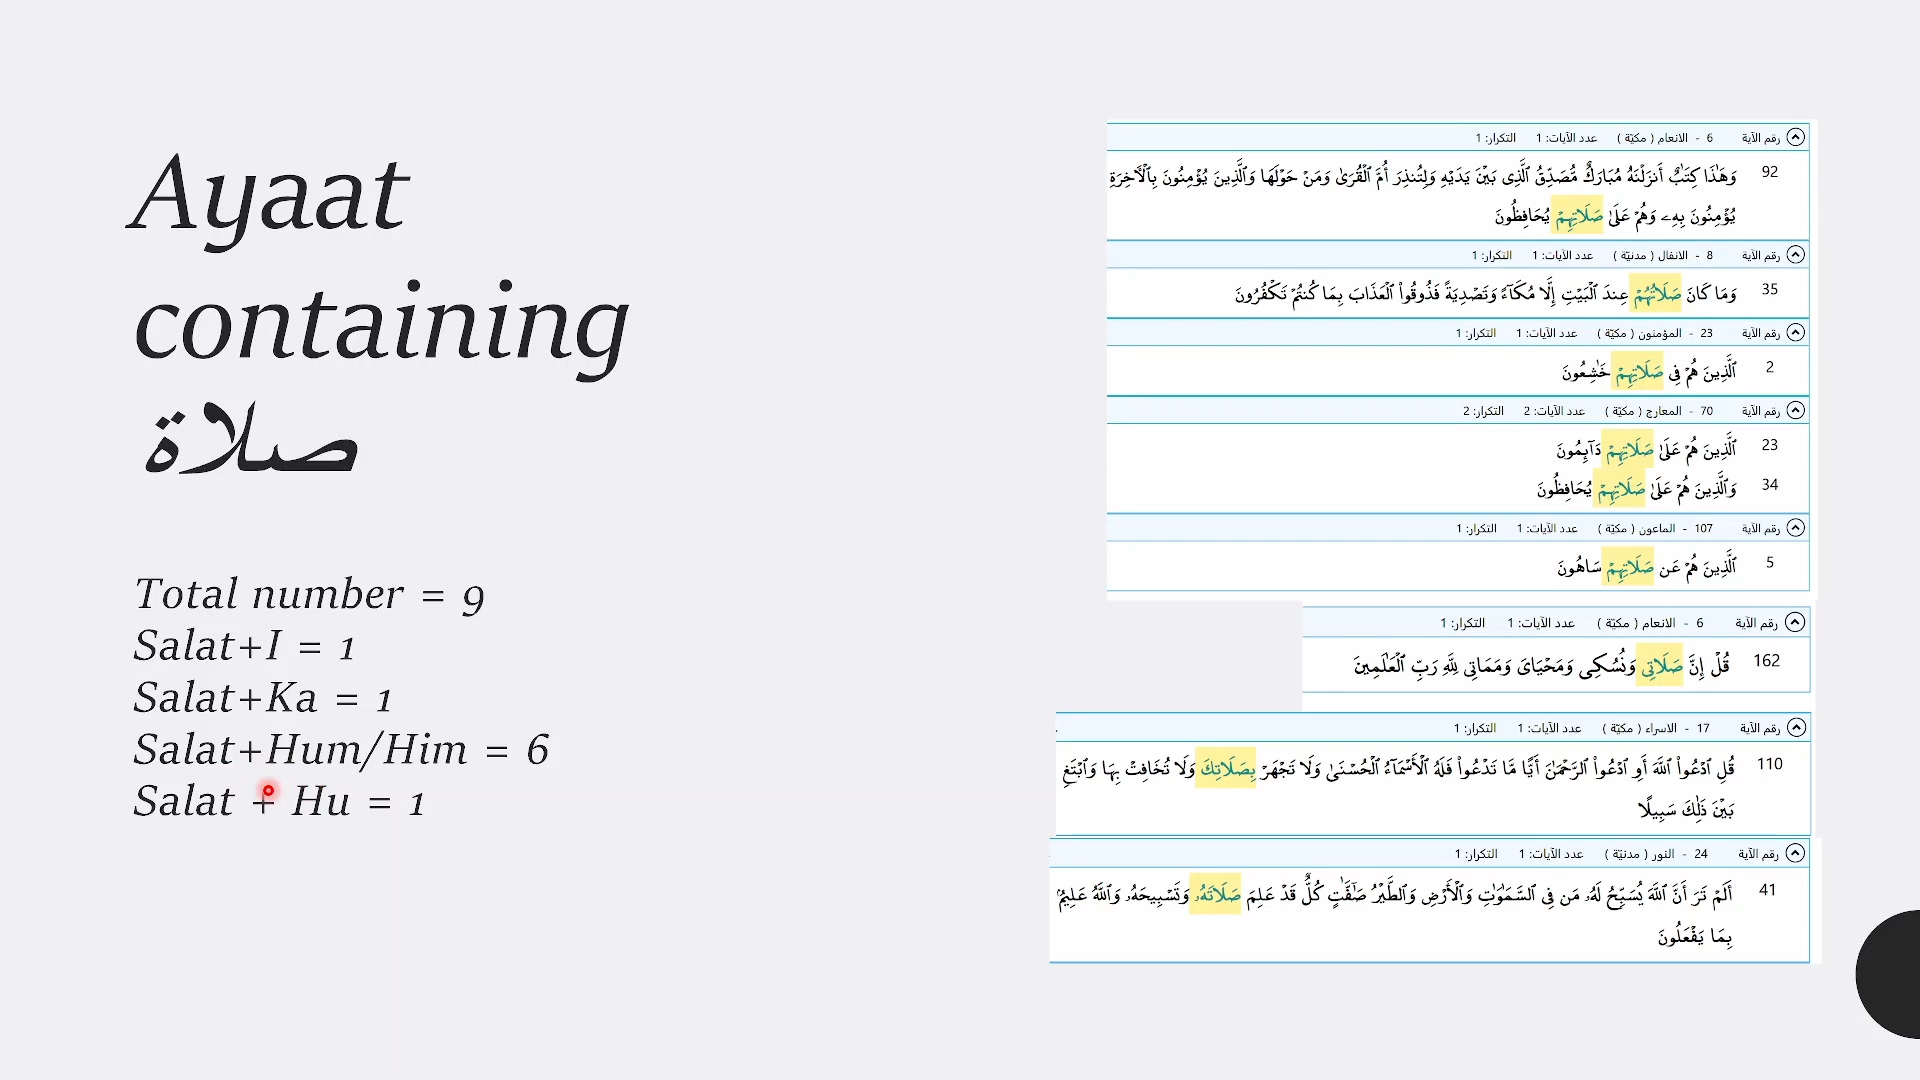 Ayaat
containing
صلاة
Total number = 9
Salat+I = 1
Salat+Ka = 1
Salat+Hum/Him = 6
Salat + Hu = 1
رقم الآية 6 - الانعام ( مكيّة ) عدد الآيات: 1 التكرار: 1
92 وَهَٰذَا كِتَٰبٌ أَنزَلْنَٰهُ مُبَارَكٌ مُّصَدِّقُ ٱلَّذِى بَيْنَ يَدَيْهِ وَلِتُنذِرَ أُمَّ ٱلْقُرَىٰ وَمَنْ حَوْلَهَا وَٱلَّذِينَ يُؤْمِنُونَ بِٱلْأَخِرَةِ
يُؤْمِنُونَ بِهِۦ وَهُمْ عَلَىٰ صَلَاتِهِمْ يُحَافِظُونَ
رقم الآية 8 - الانفال ( مدنيّة ) عدد الآيات: 1 التكرار: 1
35 وَمَا كَانَ صَلَاتُهُمْ عِندَ ٱلْبَيْتِ إِلَّا مُكَآءً وَتَصْدِيَةً فَذُوقُوا۟ ٱلْعَذَابَ بِمَا كُنتُمْ تَكْفُرُونَ
رقم الآية 23 - المؤمنون ( مكيّة ) عدد الآيات: 1 التكرار: 1
2 ٱلَّذِينَ هُمْ فِى صَلَاتِهِمْ خَٰشِعُونَ
رقم الآية 70 - المعارج ( مكيّة ) عدد الآيات: 2 التكرار: 2
23 ٱلَّذِينَ هُمْ عَلَىٰ صَلَاتِهِمْ دَآئِمُونَ
34 وَٱلَّذِينَ هُمْ عَلَىٰ صَلَاتِهِمْ يُحَافِظُونَ
رقم الآية 107 - الماعون ( مكيّة ) عدد الآيات: 1 التكرار: 1
5 ٱلَّذِينَ هُمْ عَن صَلَاتِهِمْ سَاهُونَ
رقم الآية 6 - الانعام ( مكيّة ) عدد الآيات: 1 التكرار: 1
162 قُلْ إِنَّ صَلَاتِى وَنُسُكِى وَمَحْيَاىَ وَمَمَاتِى لِلَّهِ رَبِّ ٱلْعَٰلَمِينَ
رقم الآية 17 - الاسراء ( مكيّة ) عدد الآيات: 1 التكرار: 1
110 قُلِ ٱدْعُوا۟ ٱللَّهَ أَوِ ٱدْعُوا۟ ٱلرَّحْمَٰنَ أَيًّا مَّا تَدْعُوا۟ فَلَهُ ٱلْأَسْمَآءُ ٱلْحُسْنَىٰ وَلَا تَجْهَرْ بِصَلَاتِكَ وَلَا تُخَافِتْ بِهَا وَٱبْتَغِ
بَيْنَ ذَٰلِكَ سَبِيلًا
رقم الآية 24 - النور ( مدنيّة ) عدد الآيات: 1 التكرار: 1
41 أَلَمْ تَرَ أَنَّ ٱللَّهَ يُسَبِّحُ لَهُۥ مَن فِى ٱلسَّمَٰوَٰتِ وَٱلْأَرْضِ وَٱلطَّيْرُ صَٰٓفَّٰتٍ كُلٌّ قَدْ عَلِمَ صَلَاتَهُۥ وَتَسْبِيحَهُۥ وَٱللَّهُ عَلِيمٌۢ
بِمَا يَفْعَلُونَ